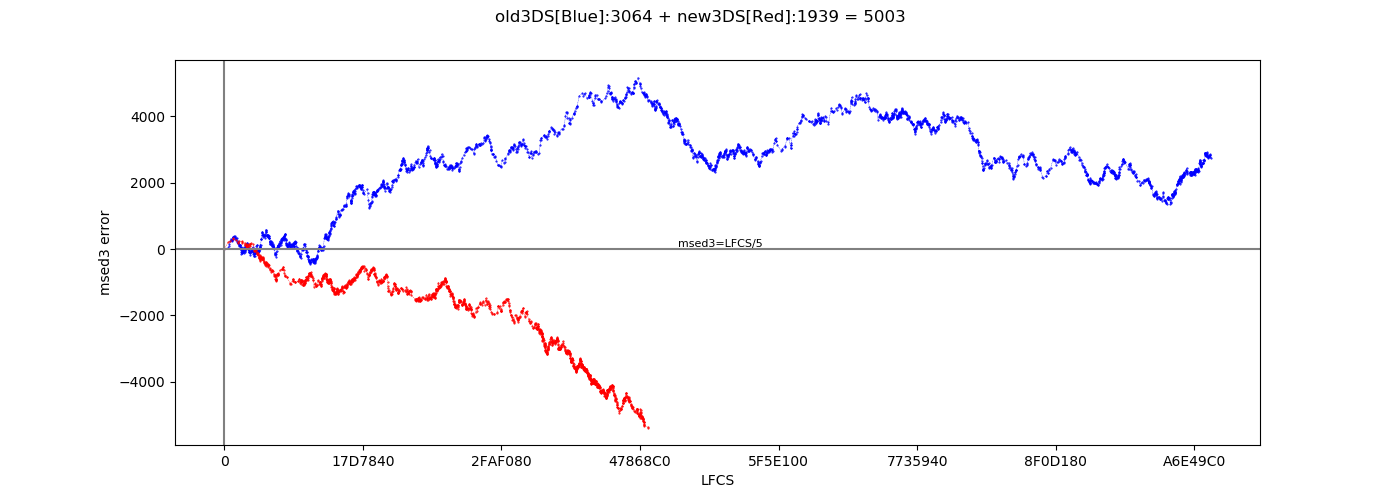 old3DS[Blue]:3064 + new3DS[Red]:1939 = 5003
4000
2000
0
−2000
−4000
msed3 error
msed3=LFCS/5
0 17D7840 2FAF080 47868C0 5F5E100 7735940 8F0D180 A6E49C0
LFCS